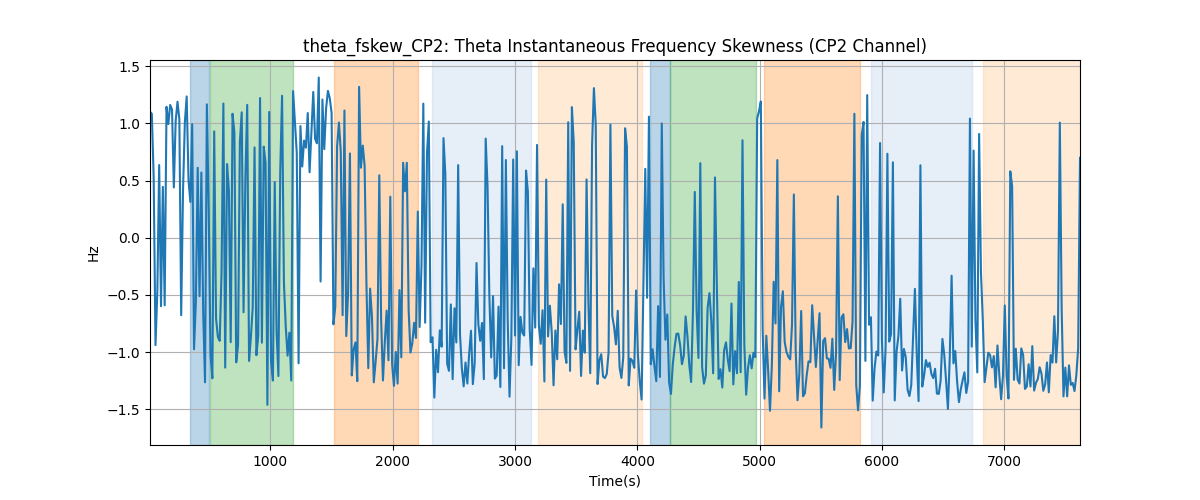 theta_fskew_CP2: Theta Instantaneous Frequency Skewness (CP2 Channel)
1.5
1.0
0.5
0.0
−0.5
−1.0
−1.5
Hz
1000 2000 3000 4000 5000 6000 7000
Time(s)